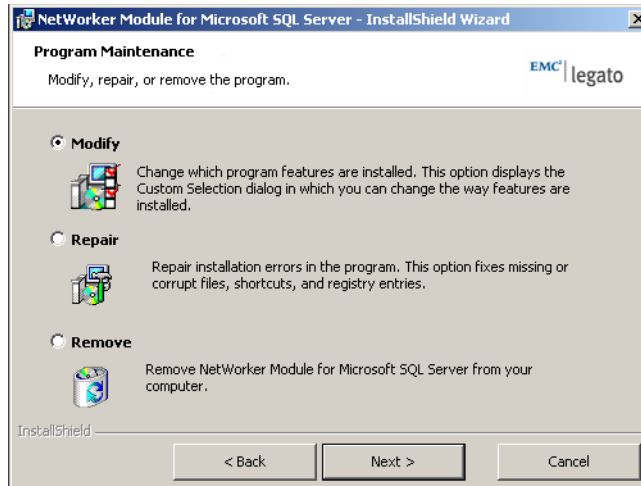 NetWorker Module for Microsoft SQL Server - InstallShield Wizard
Program Maintenance
Modify, repair, or remove the program.
EMC² legato
Modify
Change which program features are installed. This option displays the
Custom Selection dialog in which you can change the way features are
installed.
Repair
Repair installation errors in the program. This option fixes missing or
corrupt files, shortcuts, and registry entries.
Remove
Remove NetWorker Module for Microsoft SQL Server from your
computer.
InstallShield
< Back
Next >
Cancel